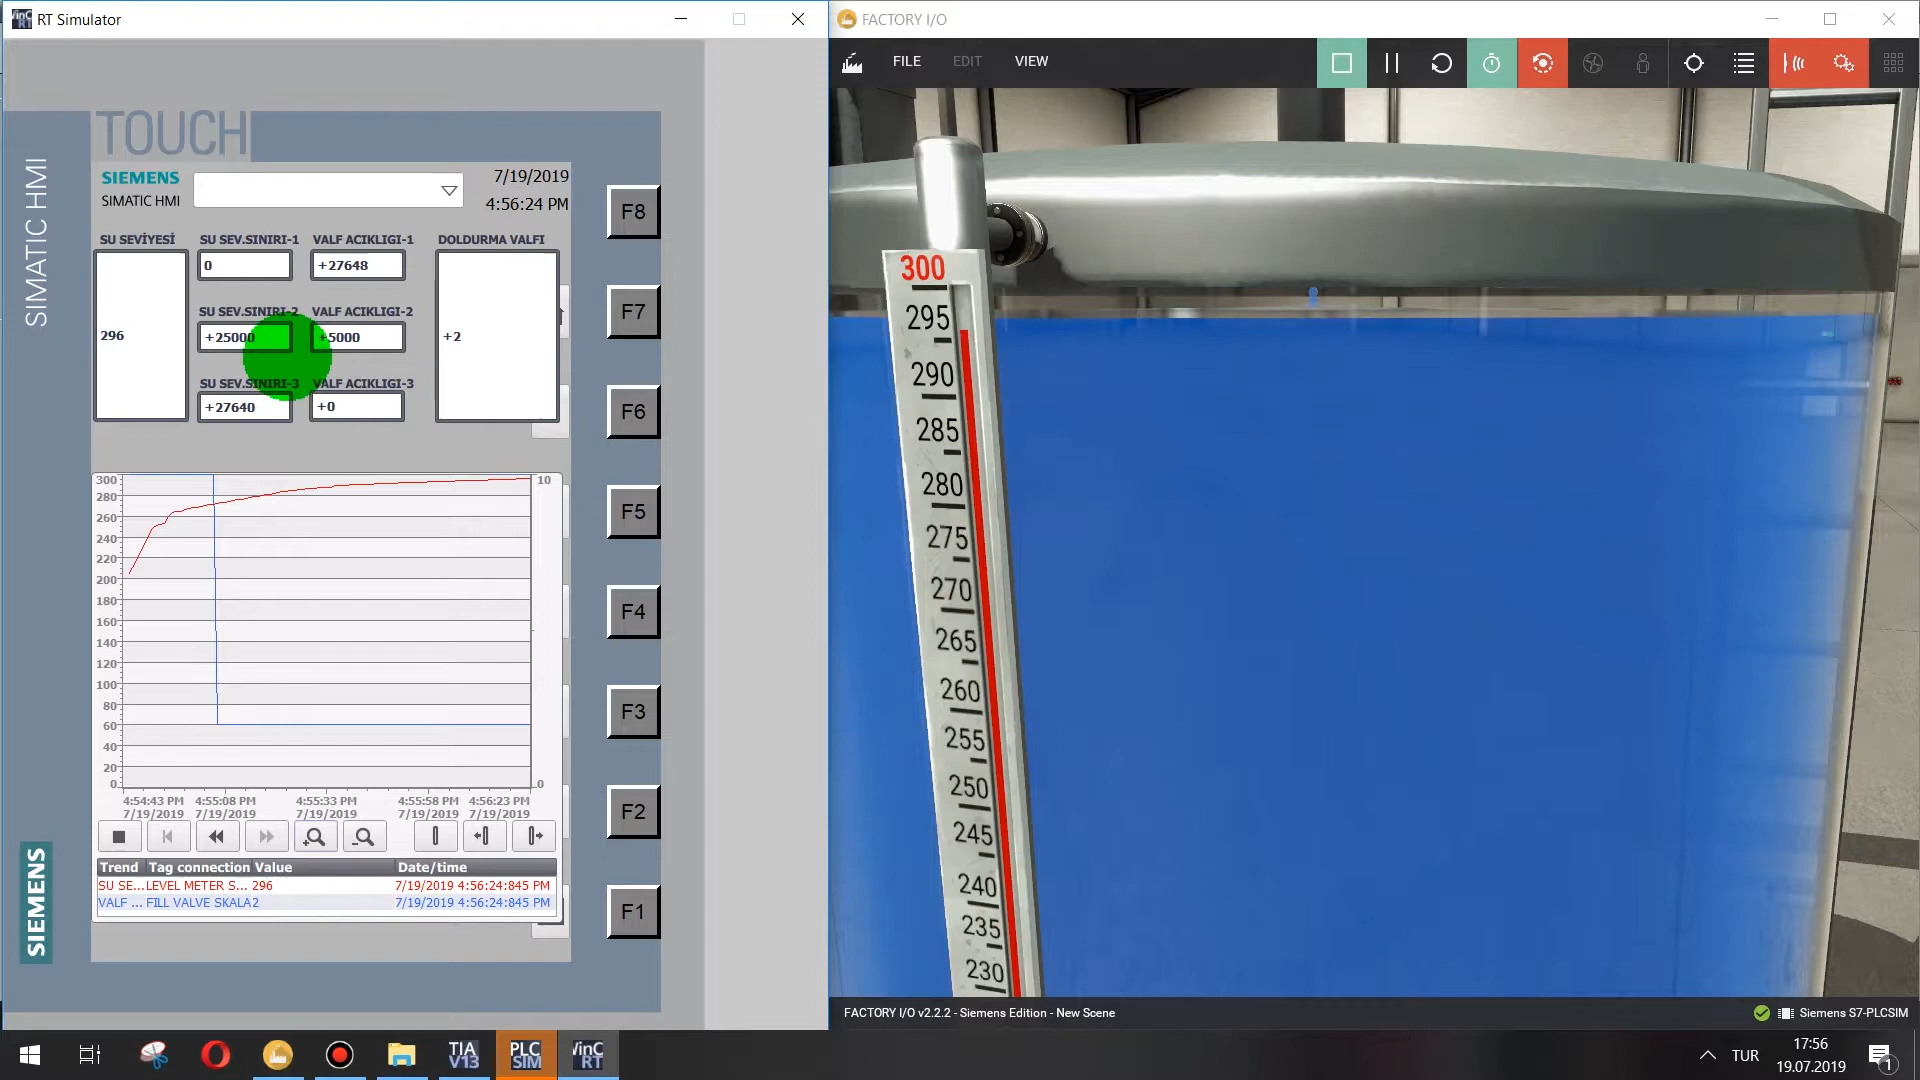 RT Simulator
TOUCH
SIMATIC HMI
SIEMENS
SIMATIC HMI
7/19/2019
4:56:24 PM
SU SEVİYESİ
SU SEV.SINIRI-1
VALF ACIKLIGI-1
DOLDURMA VALFI
0
+27648
SU SEV.SINIRI-2
VALF ACIKLIGI-2
296
+25000
+5000
+2
SU SEV.SINIRI-3
VALF ACIKLIGI-3
+27640
+0
300
280
260
240
220
200
180
160
140
120
100
80
60
40
20
0
10
0
4:54:43 PM 4:55:08 PM 4:55:33 PM 4:55:58 PM 4:56:23 PM
7/19/2019 7/19/2019 7/19/2019 7/19/2019 7/19/2019
Trend Tag connection Value Date/time
SU SE... LEVEL METER S... 296 7/19/2019 4:56:24:845 PM
VALF ... FILL VALVE SKALA 2 7/19/2019 4:56:24:845 PM
F8
F7
F6
F5
F4
F3
F2
F1
SIEMENS
FACTORY I/O
FILE EDIT VIEW
300
295
290
285
280
275
270
265
260
255
250
245
240
235
230
FACTORY I/O v2.2.2 - Siemens Edition - New Scene
Siemens S7-PLCSIM
TIA V13
PLC SIM
WinC RT
TUR
17:56
19.07.2019
1